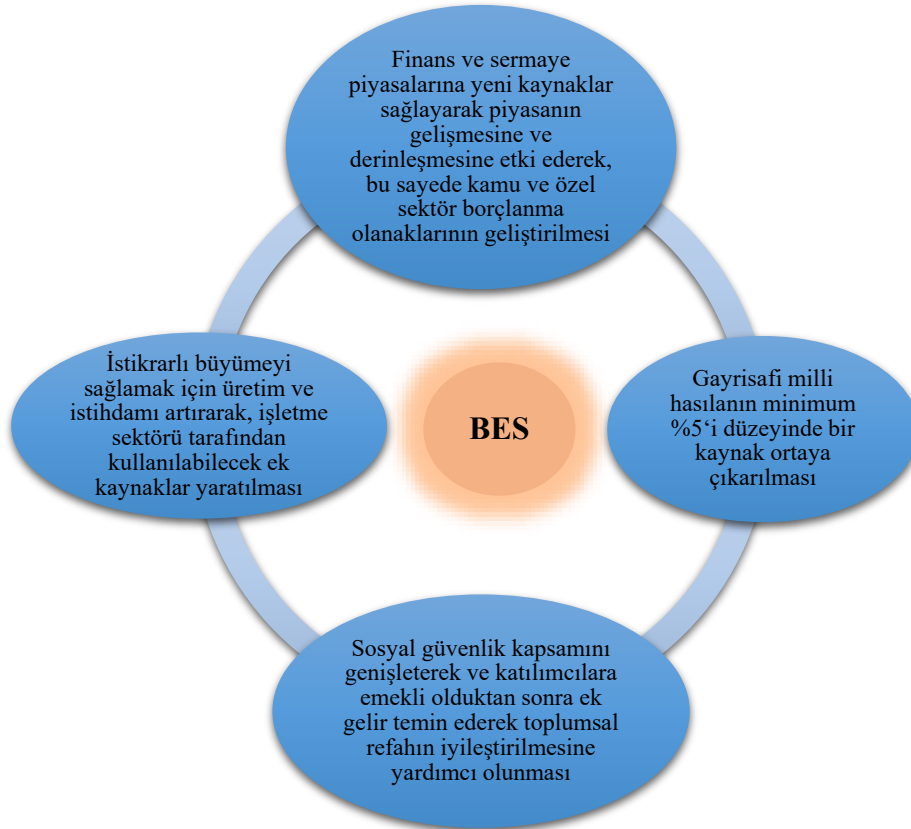 Finans ve sermaye
piyasalarına yeni kaynaklar
sağlayarak piyasanın
gelişmesine ve
derinleşmesine etki ederek,
bu sayede kamu ve özel
sektör borçlanma
olanaklarının geliştirilmesi
İstikrarlı büyümeyi
sağlamak için üretim ve
istihdamı artırarak, işletme
sektörü tarafından
kullanılabilecek ek
kaynaklar yaratılması
BES
Gayrisafi milli
hasılanın minimum
%5‘i düzeyinde bir
kaynak ortaya
çıkarılması
Sosyal güvenlik kapsamını
genişleterek ve katılımcılara
emekli olduktan sonra ek
gelir temin ederek toplumsal
refahın iyileştirilmesine
yardımcı olunması